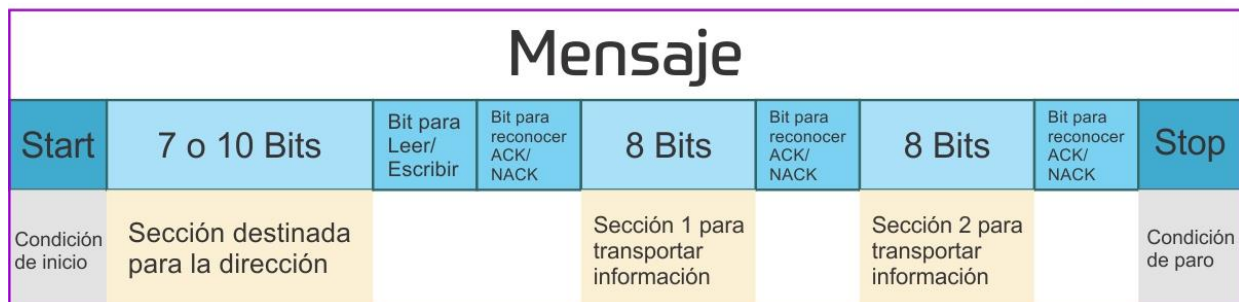 Mensaje
Start
7 o 10 Bits
Bit para
Leer/
Escribir
Bit para
reconocer
ACK/
NACK
8 Bits
Bit para
reconocer
ACK/
NACK
8 Bits
Bit para
reconocer
ACK/
NACK
Stop
Condición
de inicio
Sección destinada
para la dirección
Sección 1 para
transportar
información
Sección 2 para
transportar
información
Condición
de paro